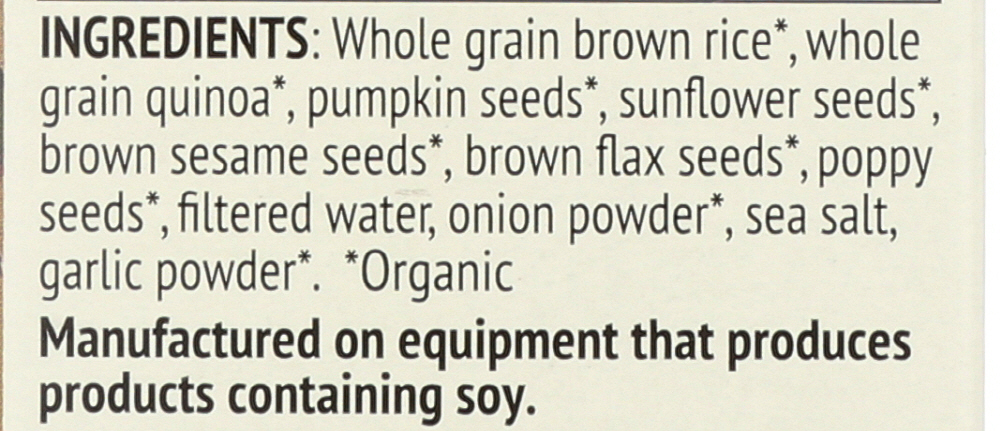 INGREDIENTS: Whole grain brown rice*, whole
grain quinoa*, pumpkin seeds*, sunflower seeds*,
brown sesame seeds*, brown flax seeds*, poppy
seeds*, filtered water, onion powder*, sea salt,
garlic powder*. *Organic
Manufactured on equipment that produces
products containing soy.